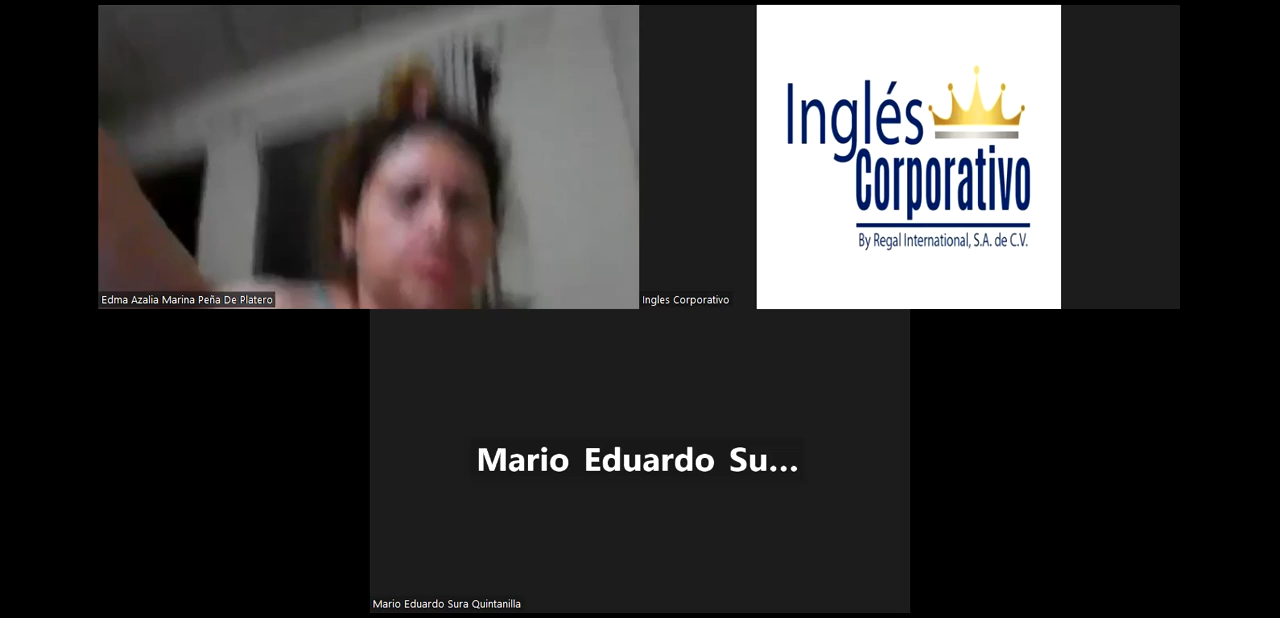 Inglés
Corporativo
By Regal International, S.A. de C.V.
Edma Azalia Marina Peña De Platero
Ingles Corporativo
Mario Eduardo Su...
Mario Eduardo Sura Quintanilla